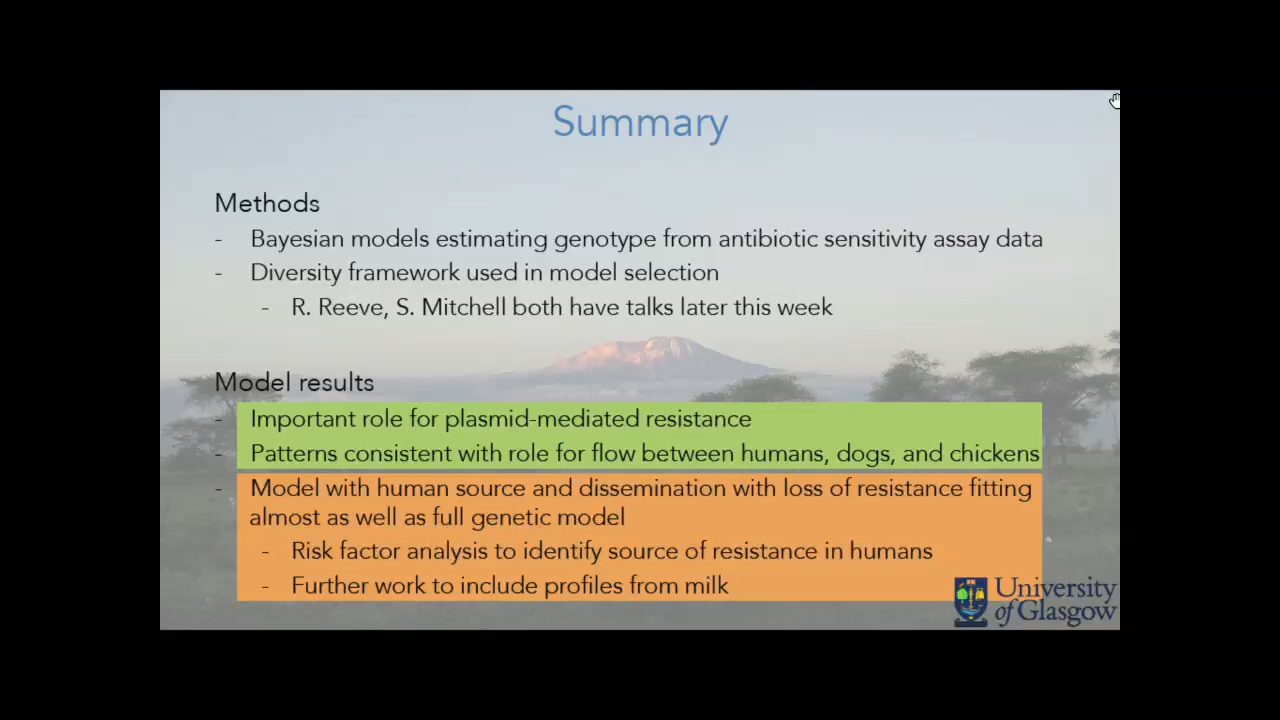 Summary
Methods
- Bayesian models estimating genotype from antibiotic sensitivity assay data
- Diversity framework used in model selection
- R. Reeve, S. Mitchell both have talks later this week
Model results
- Important role for plasmid-mediated resistance
- Patterns consistent with role for flow between humans, dogs, and chickens
- Model with human source and dissemination with loss of resistance fitting
almost as well as full genetic model
- Risk factor analysis to identify source of resistance in humans
- Further work to include profiles from milk
University
of Glasgow